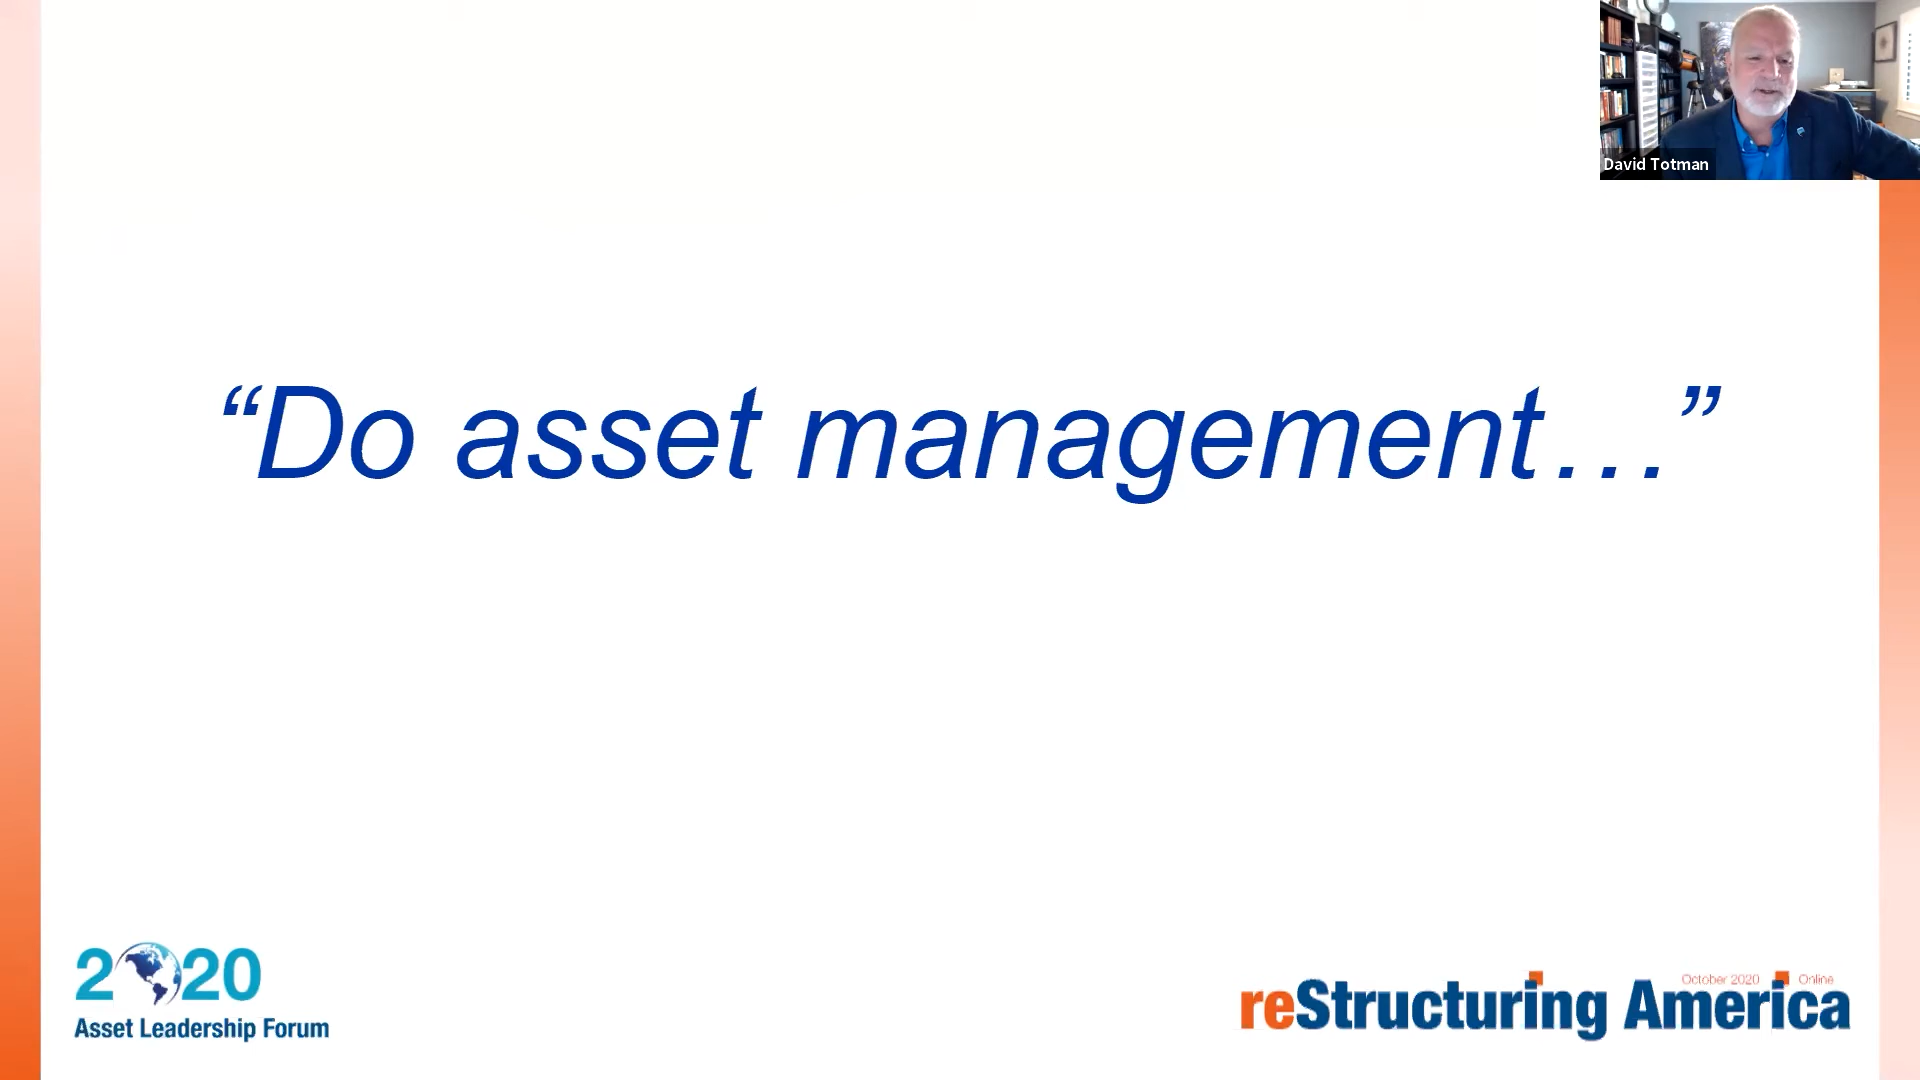 David Totman
“Do asset management…”
2020
Asset Leadership Forum
October 2020 Online
reStructuring America